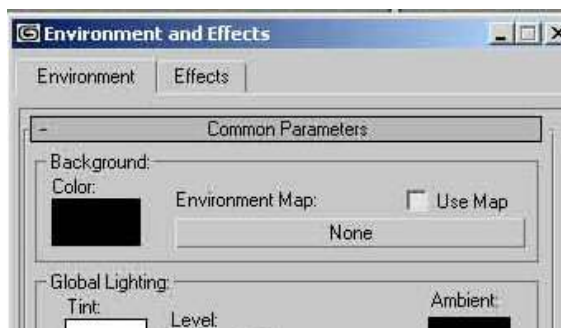 Environment and Effects
Environment Effects
- Common Parameters
Background:
Color:
Environment Map: Use Map
None
Global Lighting:
Tint: Level: Ambient: